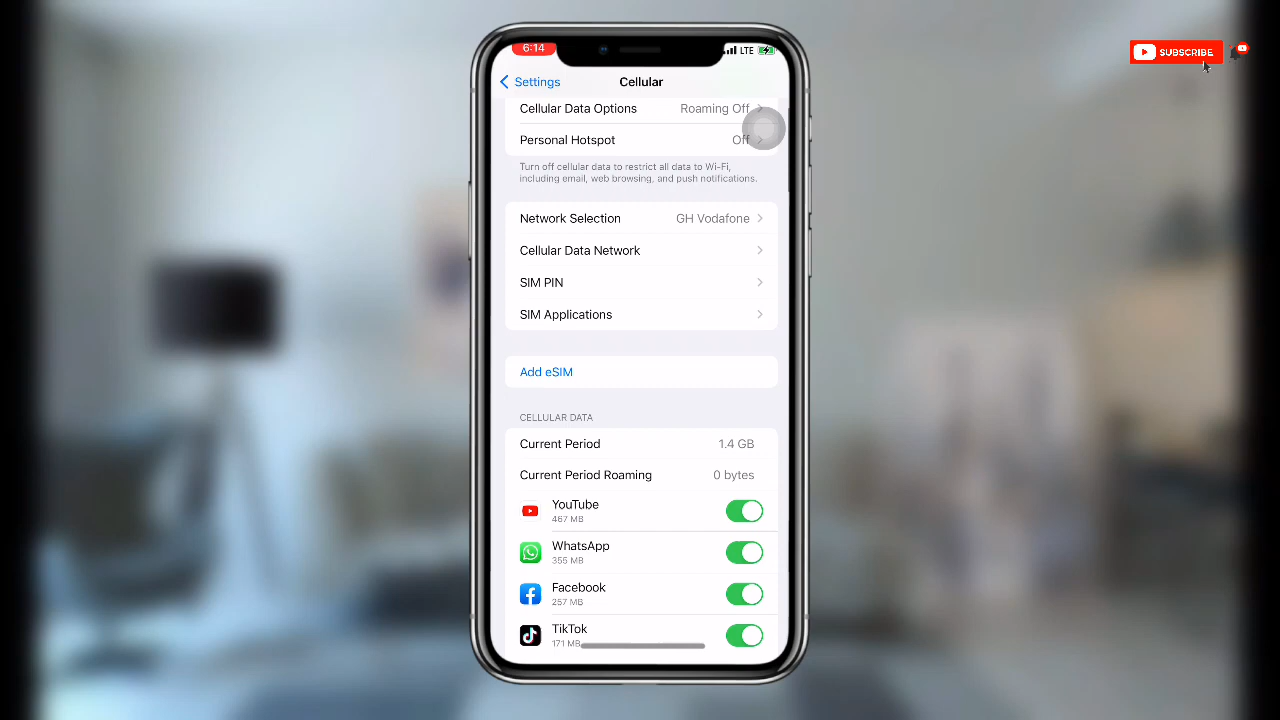 6:14
LTE
SUBSCRIBE
Settings
Cellular
Cellular Data Options
Roaming Off
Personal Hotspot
Off
Turn off cellular data to restrict all data to Wi-Fi,
including email, web browsing, and push notifications.
Network Selection
GH Vodafone
Cellular Data Network
SIM PIN
SIM Applications
Add eSIM
CELLULAR DATA
Current Period
1.4 GB
Current Period Roaming
0 bytes
YouTube
467 MB
WhatsApp
355 MB
Facebook
257 MB
TikTok
171 MB